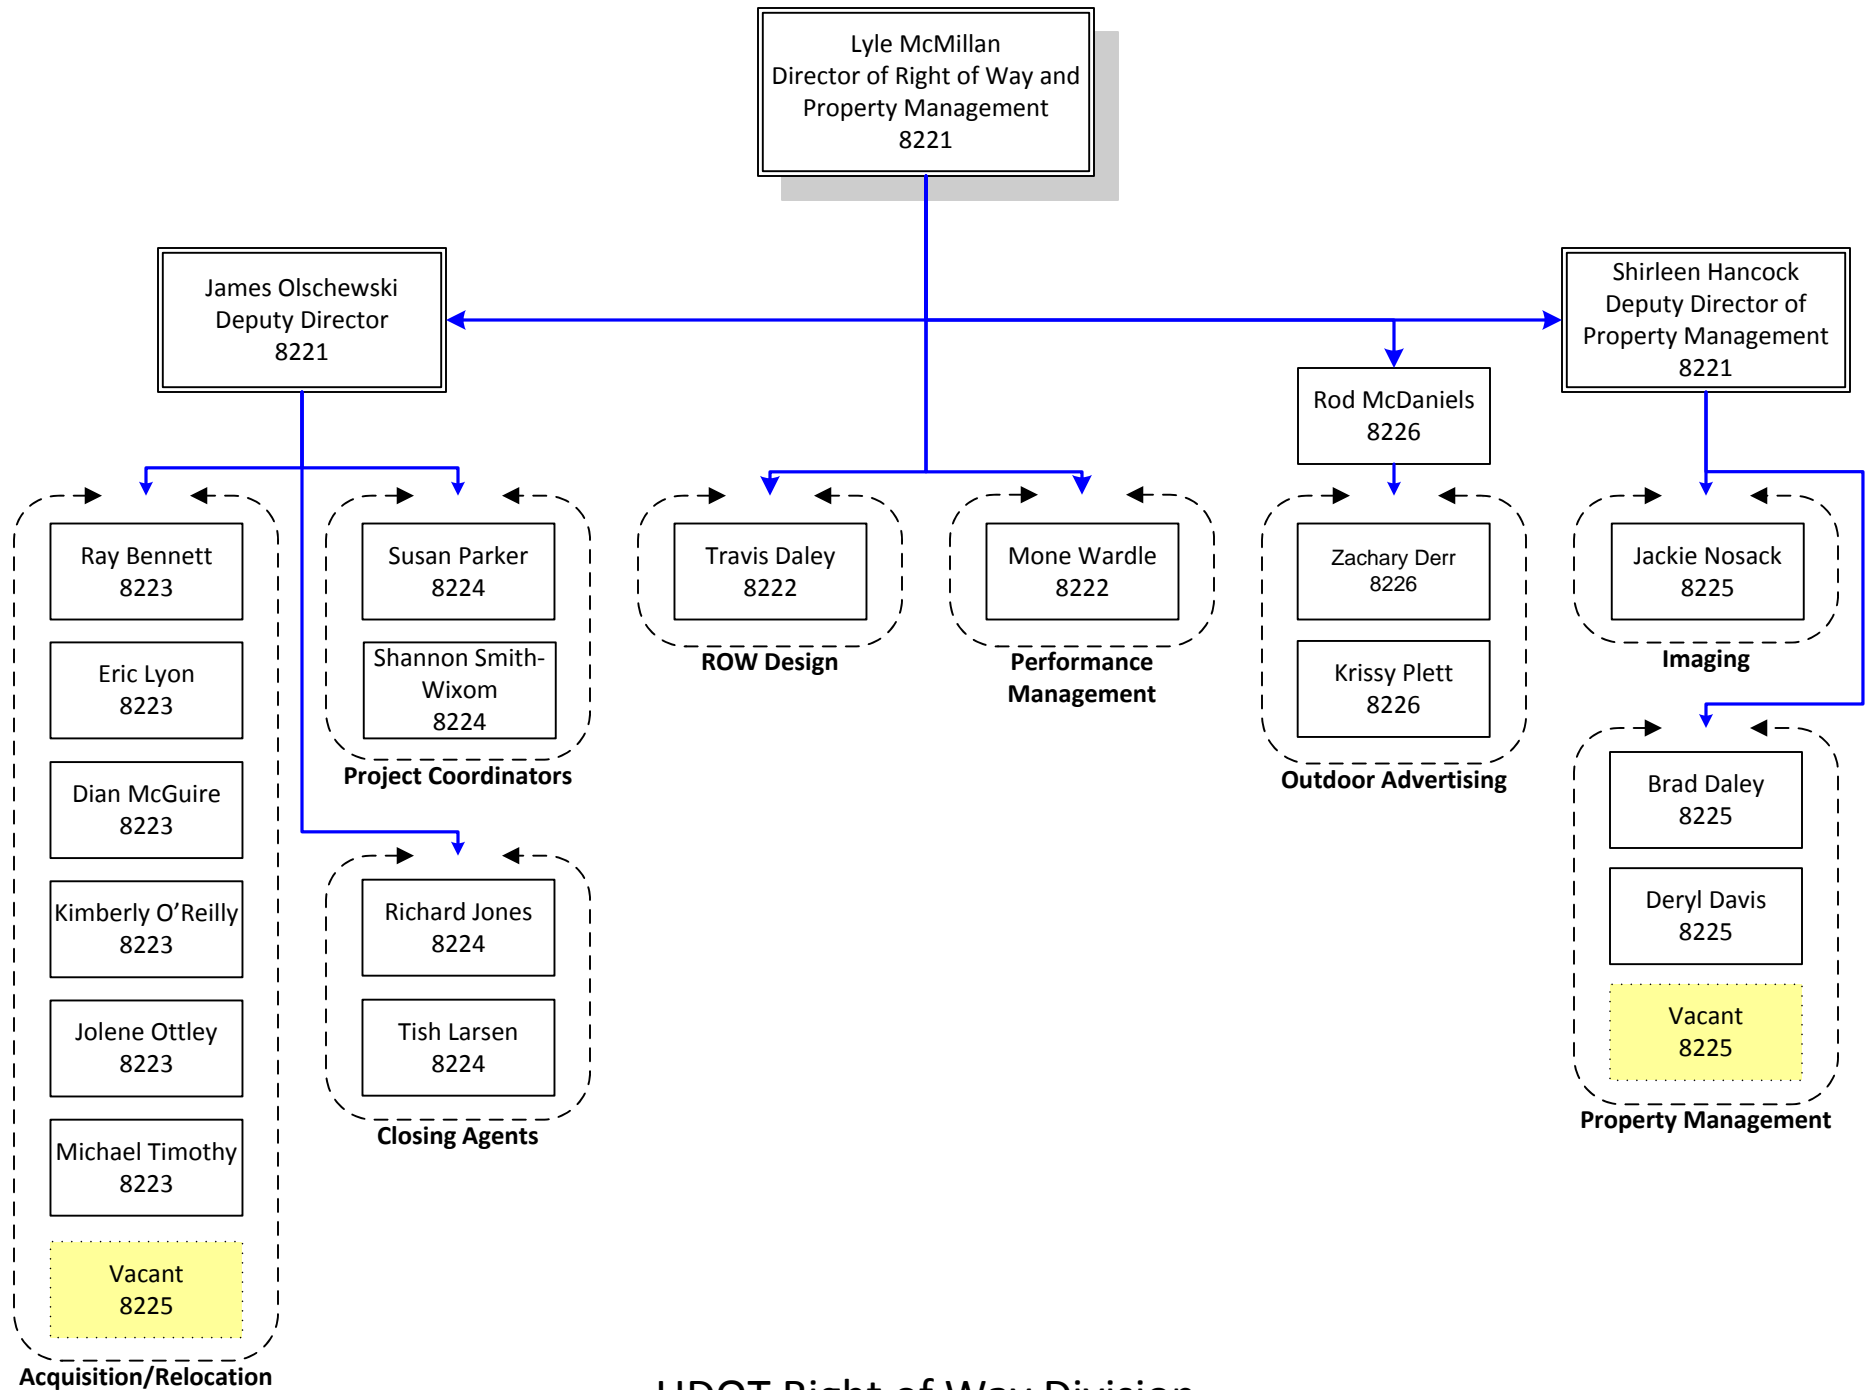 Lyle McMillan
Director of Right of Way and
Property Management
8221
James Olschewski
Deputy Director
8221
Shirleen Hancock
Deputy Director of
Property Management
8221
Rod McDaniels
8226
Ray Bennett
8223
Eric Lyon
8223
Dian McGuire
8223
Kimberly O’Reilly
8223
Jolene Ottley
8223
Michael Timothy
8223
Vacant
8225
Acquisition/Relocation
Susan Parker
8224
Shannon Smith-
Wixom
8224
Project Coordinators
Richard Jones
8224
Tish Larsen
8224
Closing Agents
Travis Daley
8222
ROW Design
Mone Wardle
8222
Performance
Management
Zachary Derr
8226
Krissy Plett
8226
Outdoor Advertising
Jackie Nosack
8225
Imaging
Brad Daley
8225
Deryl Davis
8225
Vacant
8225
Property Management
UDOT Right of Way Division